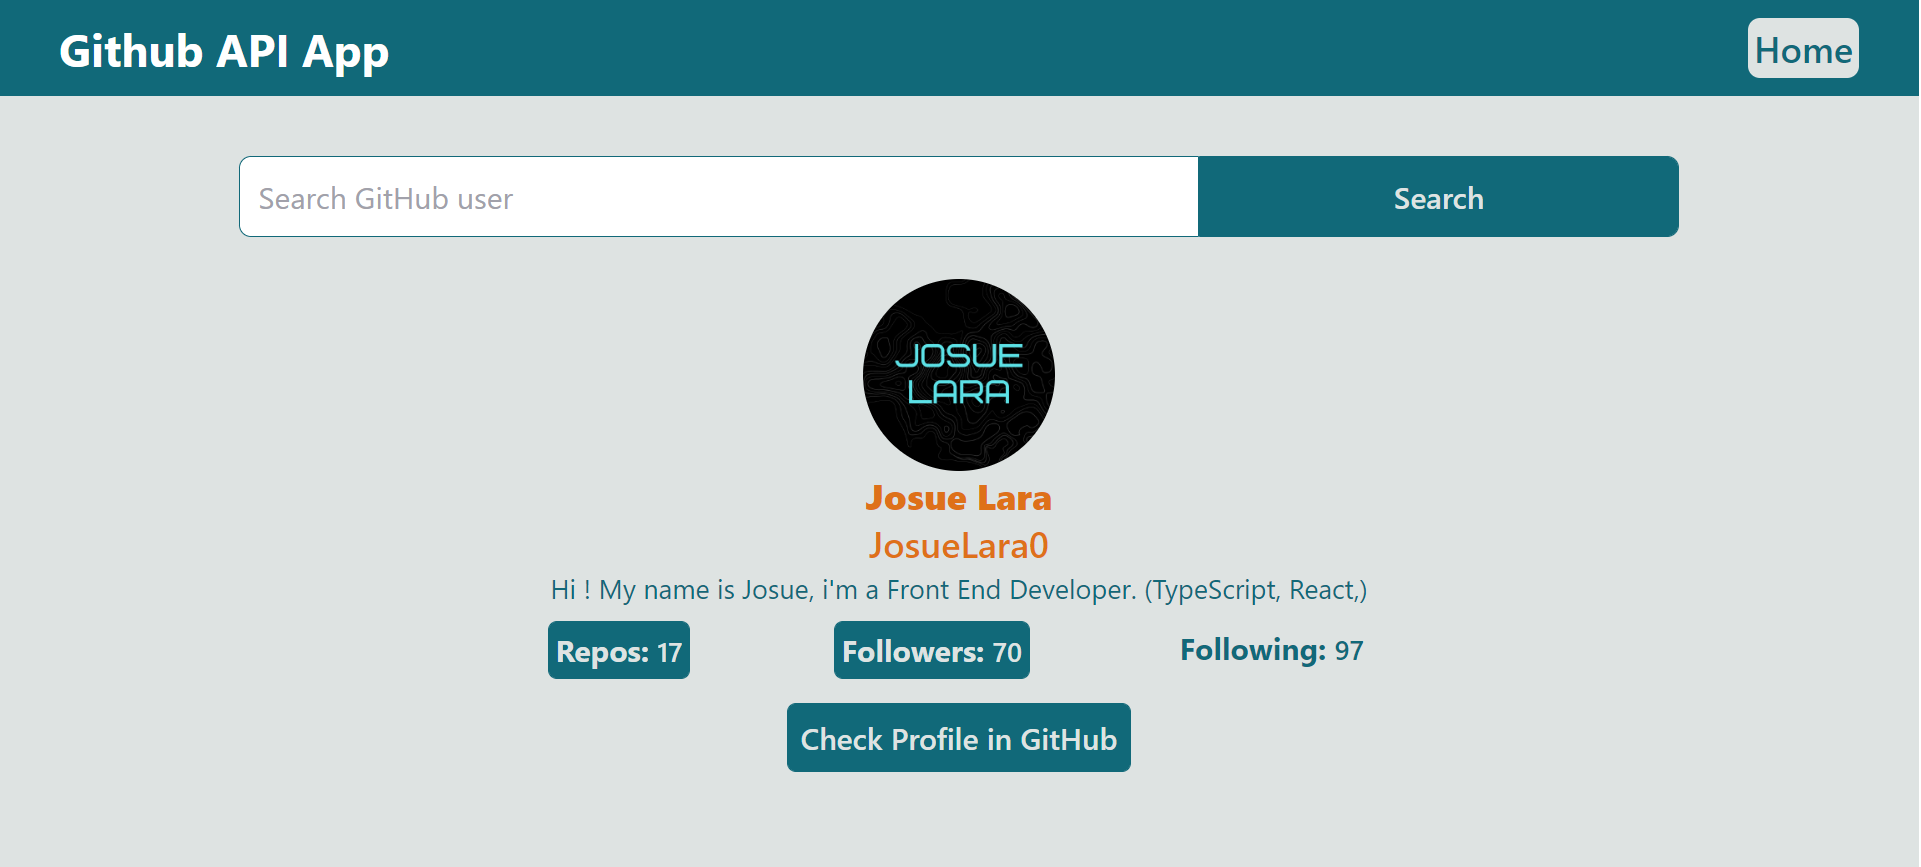 Github API App
Home
Search GitHub user
Search
JOSUE
LARA
Josue Lara
JosueLara0
Hi ! My name is Josue, i'm a Front End Developer. (TypeScript, React,)
Repos: 17
Followers: 70
Following: 97
Check Profile in GitHub